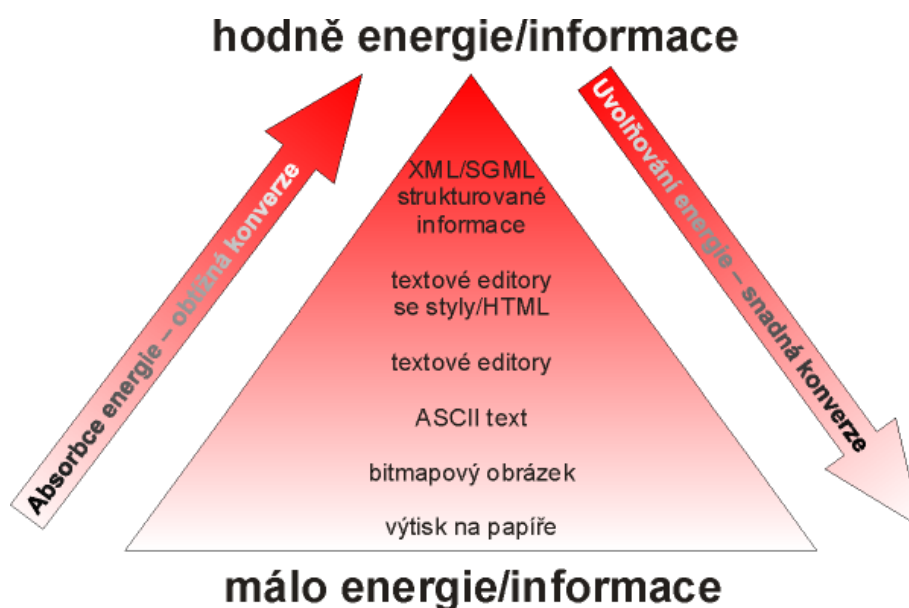 hodně energie/informace
Absorbce energie – obtížná konverze
Uvolňování energie – snadná konverze
XML/SGML
strukturované
informace
textové editory
se styly/HTML
textové editory
ASCII text
bitmapový obrázek
výtisk na papíře
málo energie/informace